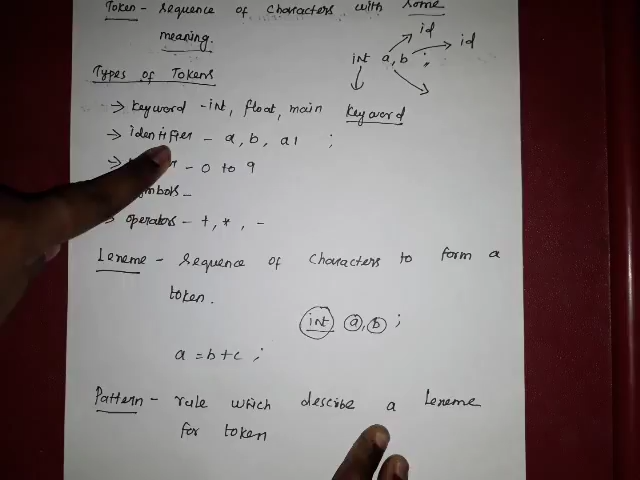 Token - Sequence of characters with some
meaning.
id
id
int a,b ;
Types of Tokens
→ Keyword - int, float, main
Keyword
→ identifier - a, b, a1 ;
- 0 to 9
-
→ operators - +, *, -
Lexeme - Sequence of characters to form a
token.
int a, b ;
a = b + c ;
Pattern - rule which describe a Lexeme
for token